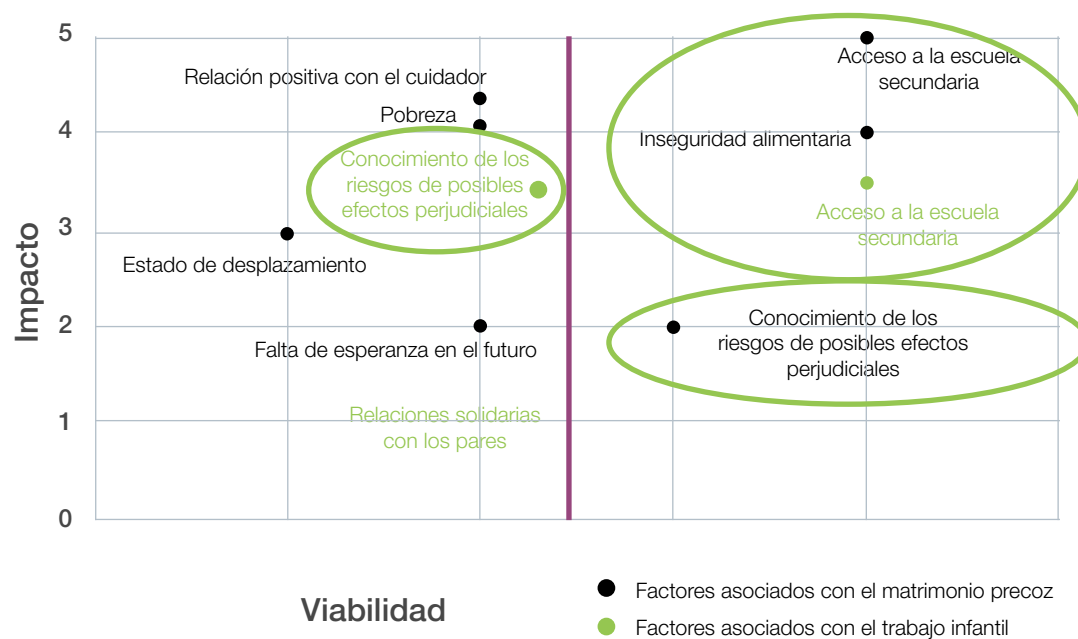 5
Acceso a la escuela
secundaria
Relación positiva con el cuidador
Pobreza
4
Inseguridad alimentaria
Conocimiento de los
riesgos de posibles
efectos perjudiciales
Acceso a la escuela
secundaria
3
Estado de desplazamiento
Impacto
2
Conocimiento de los
riesgos de posibles efectos
perjudiciales
Falta de esperanza en el futuro
Relaciones solidarias
con los pares
1
0
Viabilidad
Factores asociados con el matrimonio precoz
Factores asociados con el trabajo infantil